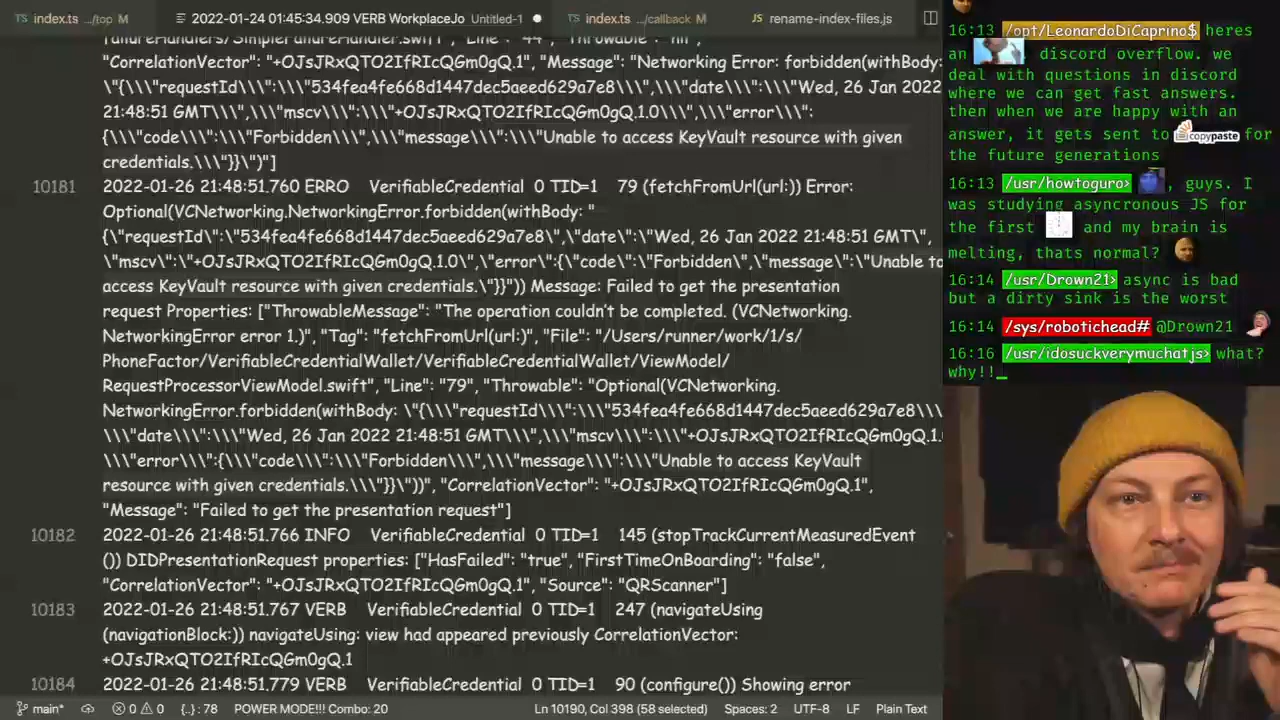 index.ts .../top M
2022-01-24 01:45:34.909 VERB WorkplaceJo Untitled-1
index.ts .../callback M
rename-index-files.js
"CorrelationVector": "+OJsJRxQTO2IfRIcQGm0gQ.1", "Message": "Networking Error: forbidden(withBody:
\"{\\\"requestId\\\":\\\"534fea4fe668d1447dec5aeed629a7e8\\\",\\\"date\\\":\\\"Wed, 26 Jan 2022
21:48:51 GMT\\\",\\\"mscv\\\":\\\"+OJsJRxQTO2IfRIcQGm0gQ.1.0\\\",\\\"error\\\":
{\\\"code\\\":\\\"Forbidden\\\",\\\"message\\\":\\\"Unable to access KeyVault resource with given
credentials.\\\"}}\")"]
10181 2022-01-26 21:48:51.760 ERRO VerifiableCredential 0 TID=1 79 (fetchFromUrl(url:)) Error:
Optional(VCNetworking.NetworkingError.forbidden(withBody: "
{\"requestId\":\"534fea4fe668d1447dec5aeed629a7e8\",\"date\":\"Wed, 26 Jan 2022 21:48:51 GMT\",
\"mscv\":\"+OJsJRxQTO2IfRIcQGm0gQ.1.0\",\"error\":{\"code\":\"Forbidden\",\"message\":\"Unable to
access KeyVault resource with given credentials.\"}}")) Message: Failed to get the presentation
request Properties: ["ThrowableMessage": "The operation couldn't be completed. (VCNetworking.
NetworkingError error 1.)", "Tag": "fetchFromUrl(url:)", "File": "/Users/runner/work/1/s/
PhoneFactor/VerifiableCredentialWallet/VerifiableCredentialWallet/ViewModel/
RequestProcessorViewModel.swift", "Line": "79", "Throwable": "Optional(VCNetworking.
NetworkingError.forbidden(withBody: \"{\\\"requestId\\\":\\\"534fea4fe668d1447dec5aeed629a7e8\\\
\\\"date\\\":\\\"Wed, 26 Jan 2022 21:48:51 GMT\\\",\\\"mscv\\\":\\\"+OJsJRxQTO2IfRIcQGm0gQ.1.
\\\"error\\\":{\\\"code\\\":\\\"Forbidden\\\",\\\"message\\\":\\\"Unable to access KeyVault
resource with given credentials.\\\"}}\"))", "CorrelationVector": "+OJsJRxQTO2IfRIcQGm0gQ.1",
"Message": "Failed to get the presentation request"]
10182 2022-01-26 21:48:51.766 INFO VerifiableCredential 0 TID=1 145 (stopTrackCurrentMeasuredEvent
()) DIDPresentationRequest properties: ["HasFailed": "true", "FirstTimeOnBoarding": "false",
"CorrelationVector": "+OJsJRxQTO2IfRIcQGm0gQ.1", "Source": "QRScanner"]
10183 2022-01-26 21:48:51.767 VERB VerifiableCredential 0 TID=1 247 (navigateUsing
(navigationBlock:)) navigateUsing: view had appeared previously CorrelationVector:
+OJsJRxQTO2IfRIcQGm0gQ.1
10184 2022-01-26 21:48:51.779 VERB VerifiableCredential 0 TID=1 90 (configure()) Showing error
main* 0 0 {..} : 78 POWER MODE!!! Combo: 20 Ln 10190, Col 398 (58 selected) Spaces: 2 UTF-8 LF Plain Text
16:13 /opt/LeonardoDiCaprino$ heres
an discord overflow. we
deal with questions in discord
where we can get fast answers.
then when we are happy with an
answer, it gets sent to copypaste for
the future generations
16:13 /usr/howtoguro> , guys. I
was studying asyncronous JS for
the first and my brain is
melting, thats normal?
16:14 /usr/Drown21> async is bad
but a dirty sink is the worst
16:14 /sys/robotichead# @Drown21
16:16 /usr/idosuckverymuchatjs> what?
why!!